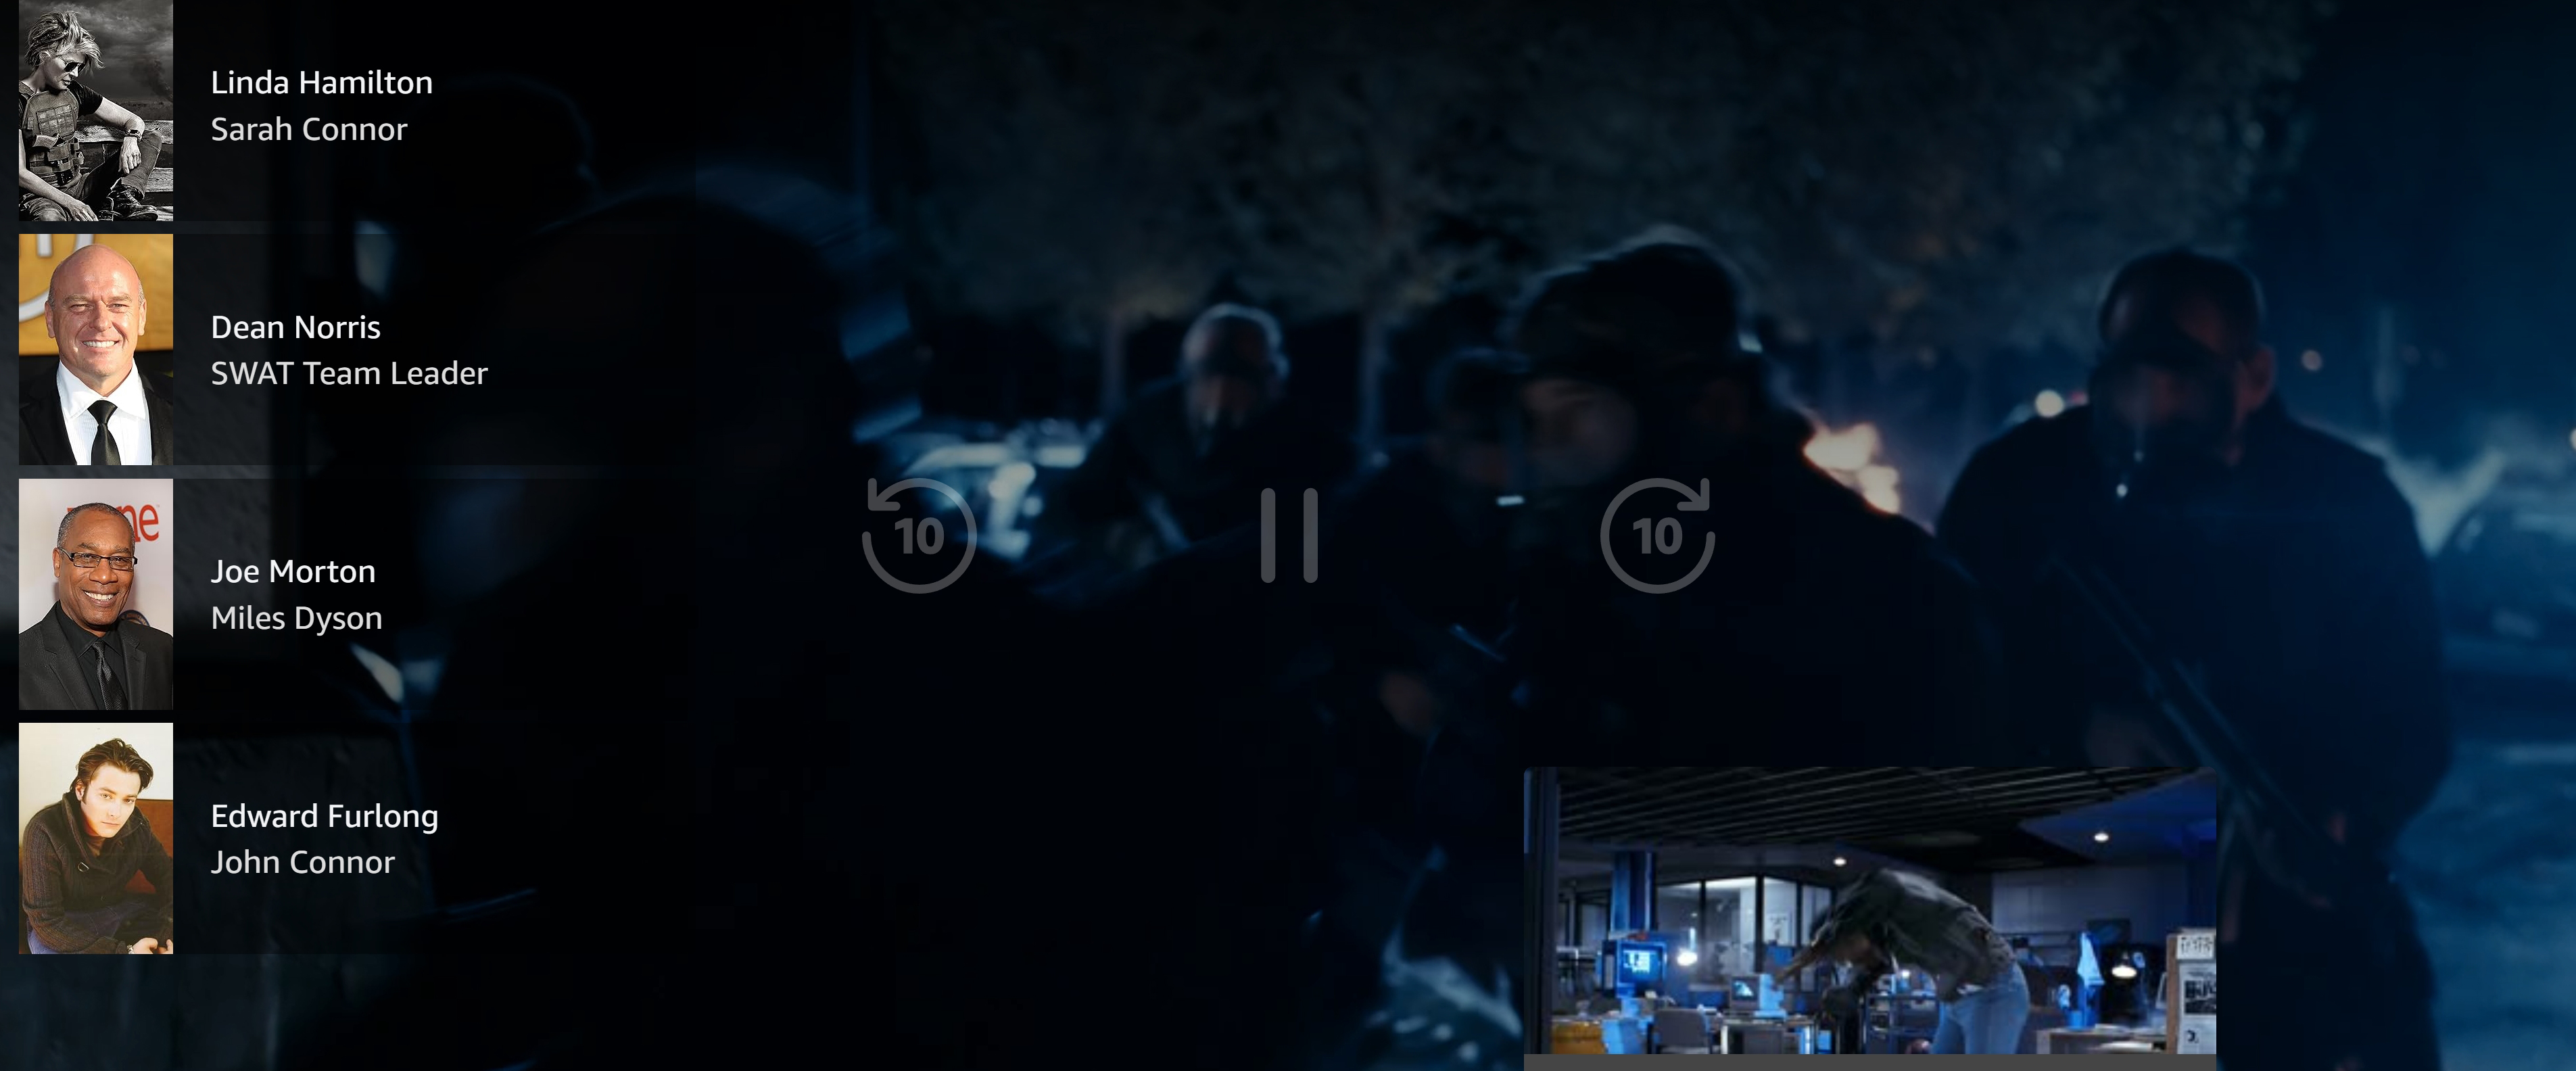 Linda Hamilton
Sarah Connor
Dean Norris
SWAT Team Leader
Joe Morton
Miles Dyson
Edward Furlong
John Connor
10
10